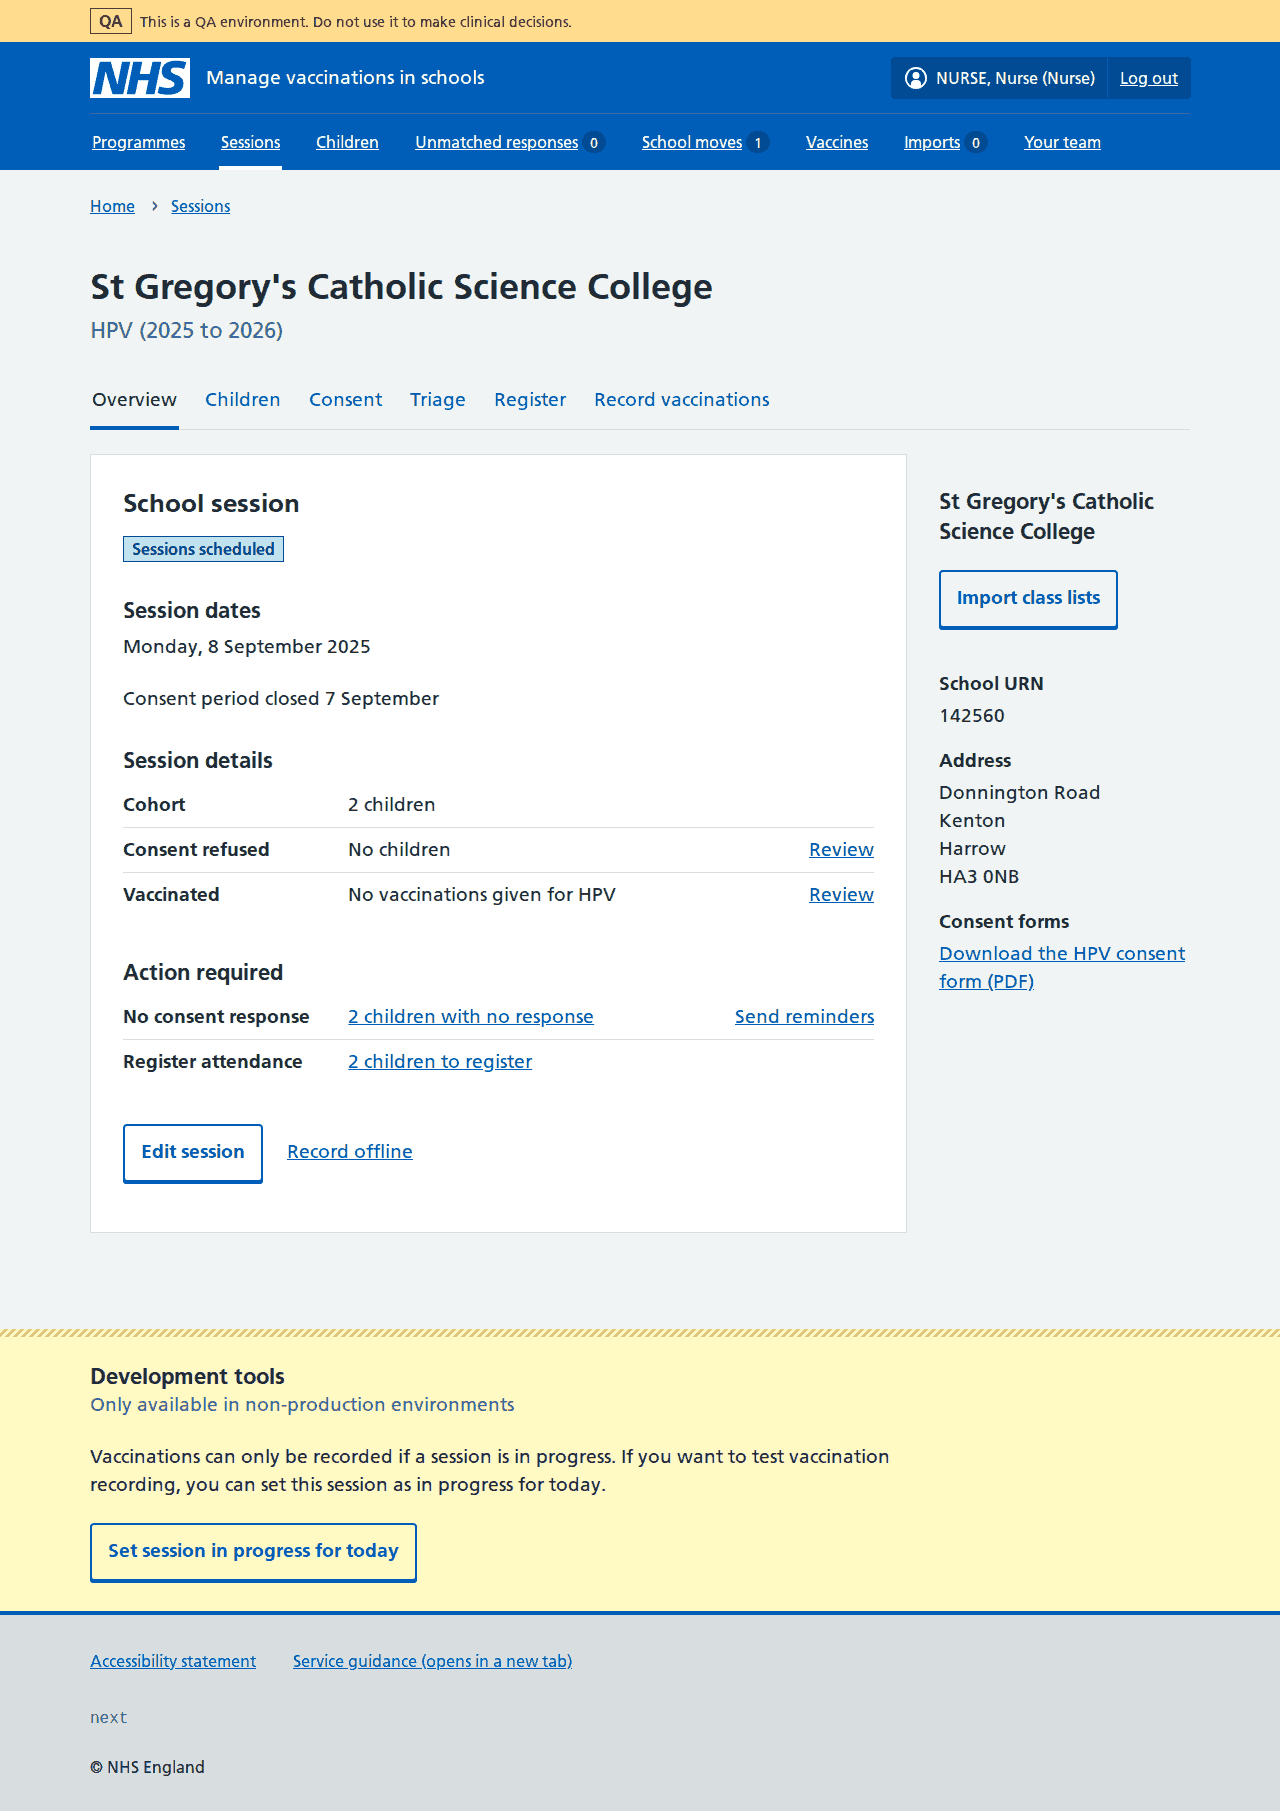 QA This is a QA environment. Do not use it to make clinical decisions.
NHS Manage vaccinations in schools NURSE, Nurse (Nurse) Log out
Programmes Sessions Children Unmatched responses 0 School moves 1 Vaccines Imports 0 Your team
Home › Sessions
St Gregory's Catholic Science College
HPV (2025 to 2026)
Overview Children Consent Triage Register Record vaccinations
School session
Sessions scheduled
Session dates
Monday, 8 September 2025
Consent period closed 7 September
Session details
Cohort 2 children
Consent refused No children Review
Vaccinated No vaccinations given for HPV Review
Action required
No consent response 2 children with no response Send reminders
Register attendance 2 children to register
Edit session Record offline
St Gregory's Catholic
Science College
Import class lists
School URN
142560
Address
Donnington Road
Kenton
Harrow
HA3 0NB
Consent forms
Download the HPV consent
form (PDF)
Development tools
Only available in non-production environments
Vaccinations can only be recorded if a session is in progress. If you want to test vaccination
recording, you can set this session as in progress for today.
Set session in progress for today
Accessibility statement Service guidance (opens in a new tab)
next
© NHS England